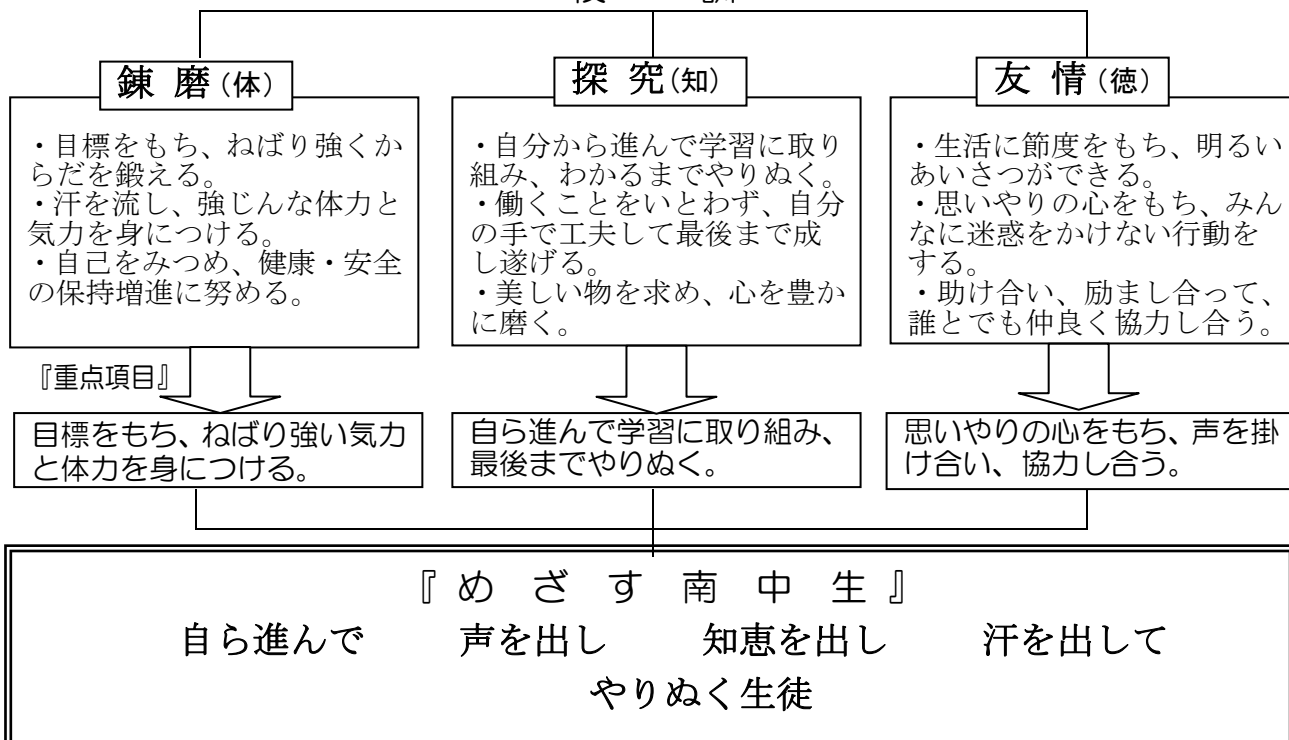 錬 磨（体）
・目標をもち、ねばり強くか
らだを鍛える。
・汗を流し、強じんな体力と
気力を身につける。
・自己をみつめ、健康・安全
の保持増進に努める。
探 究（知）
・自分から進んで学習に取り
組み、わかるまでやりぬく。
・働くことをいとわず、自分
の手で工夫して最後まで成
し遂げる。
・美しい物を求め、心を豊か
に磨く。
友 情（徳）
・生活に節度をもち、明るい
あいさつができる。
・思いやりの心をもち、みん
なに迷惑をかけない行動を
する。
・助け合い、励まし合って、
誰とでも仲良く協力し合う。
『重点項目』
目標をもち、ねばり強い気力
と体力を身につける。
自ら進んで学習に取り組み、
最後までやりぬく。
思いやりの心をもち、声を掛
け合い、協力し合う。
『 め ざ す 南 中 生 』
自ら進んで 声を出し 知恵を出し 汗を出して
やりぬく生徒